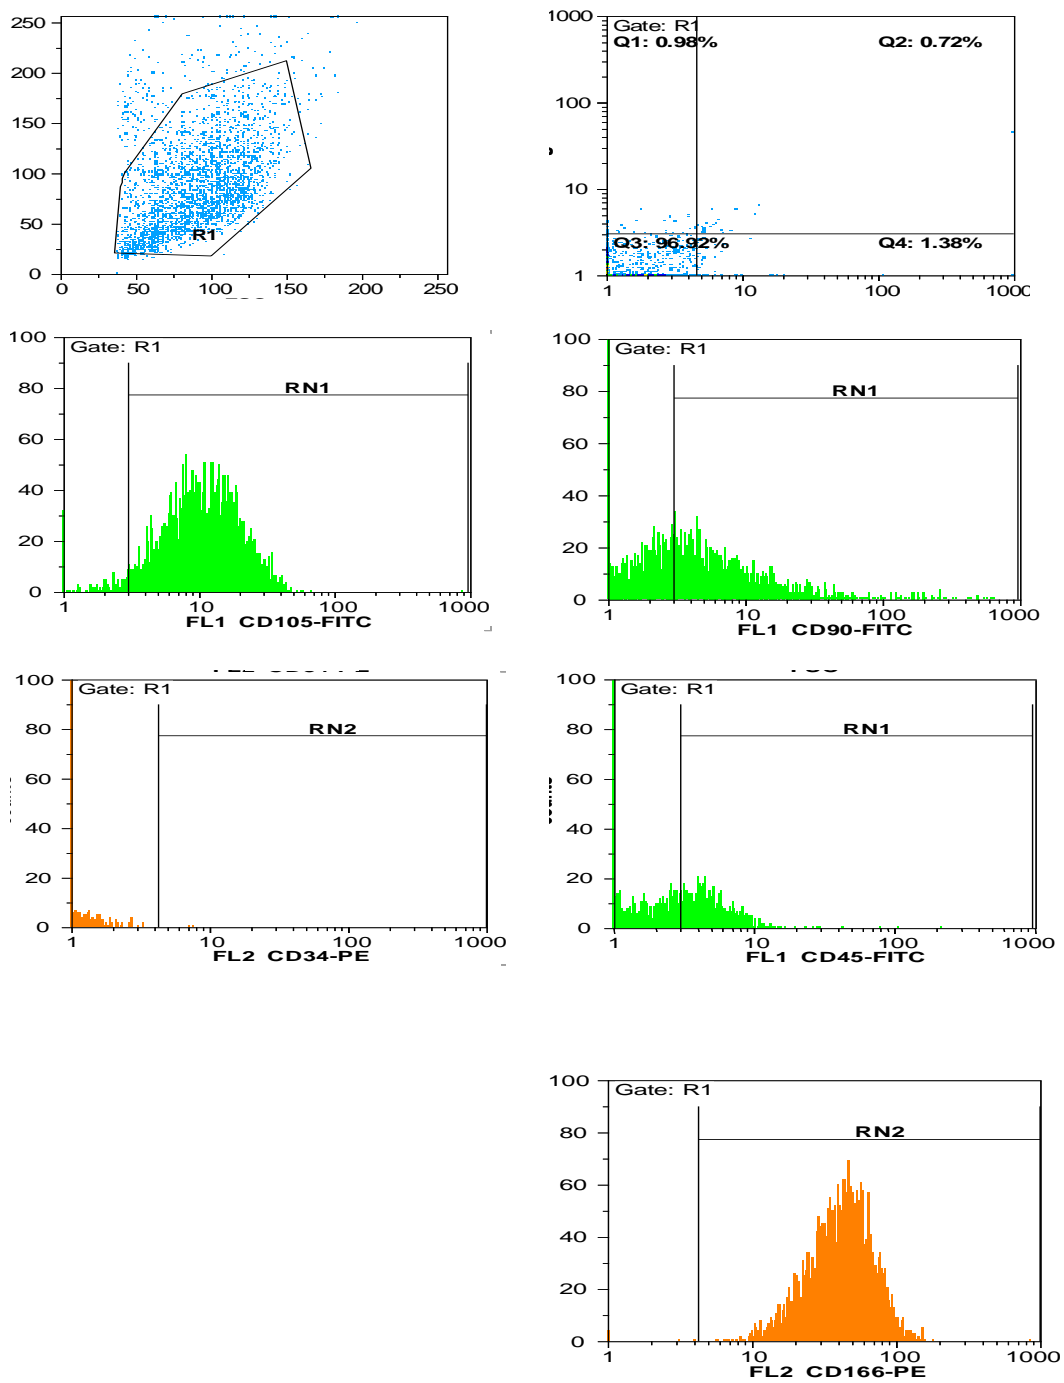 250
200
150
100
50
0
R1
0 50 100 150 200 250
Gate: R1
Q1: 0.98% Q2: 0.72%
1000
100
10
1
Q3: 96.92% Q4: 1.38%
1 10 100 1000
100
80
60
40
20
0
Gate: R1
RN1
1 10 100 1000
FL1 CD105-FITC
100
80
60
40
20
0
Gate: R1
RN1
1 10 100 1000
FL1 CD90-FITC
100
80
60
40
20
0
Gate: R1
RN2
1 10 100 1000
FL2 CD34-PE
100
80
60
40
20
0
Gate: R1
RN1
1 10 100 1000
FL1 CD45-FITC
100
80
60
40
20
0
Gate: R1
RN2
1 10 100 1000
FL2 CD166-PE